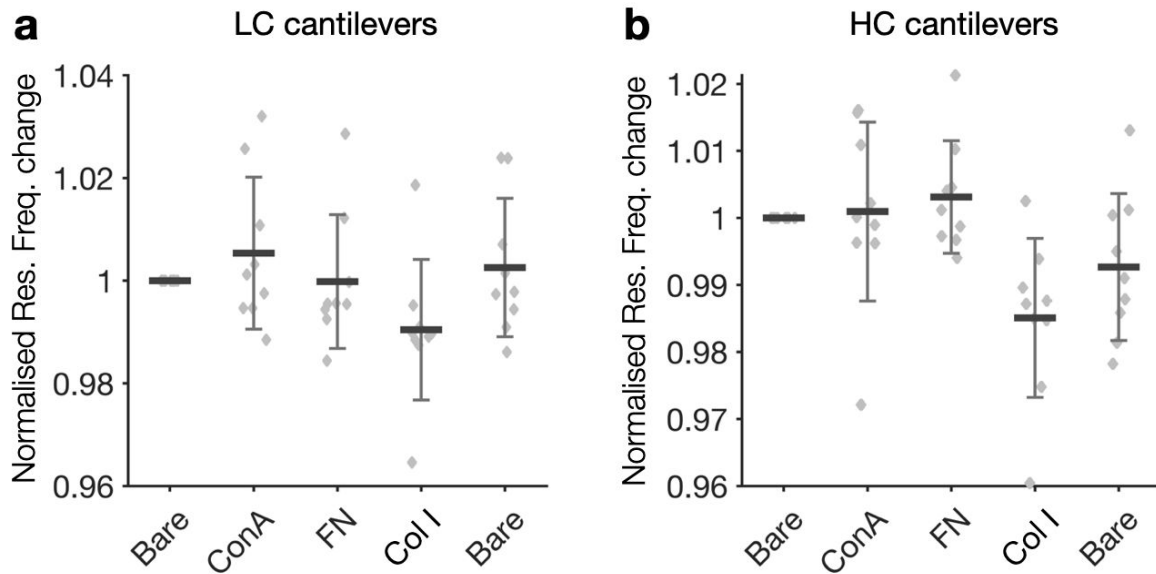 a
LC cantilevers
Normalised Res. Freq. change
1.04
1.02
1
0.98
0.96
Bare
ConA
FN
Col I
Bare
b
HC cantilevers
Normalised Res. Freq. change
1.02
1.01
1
0.99
0.98
0.97
0.96
Bare
ConA
FN
Col I
Bare